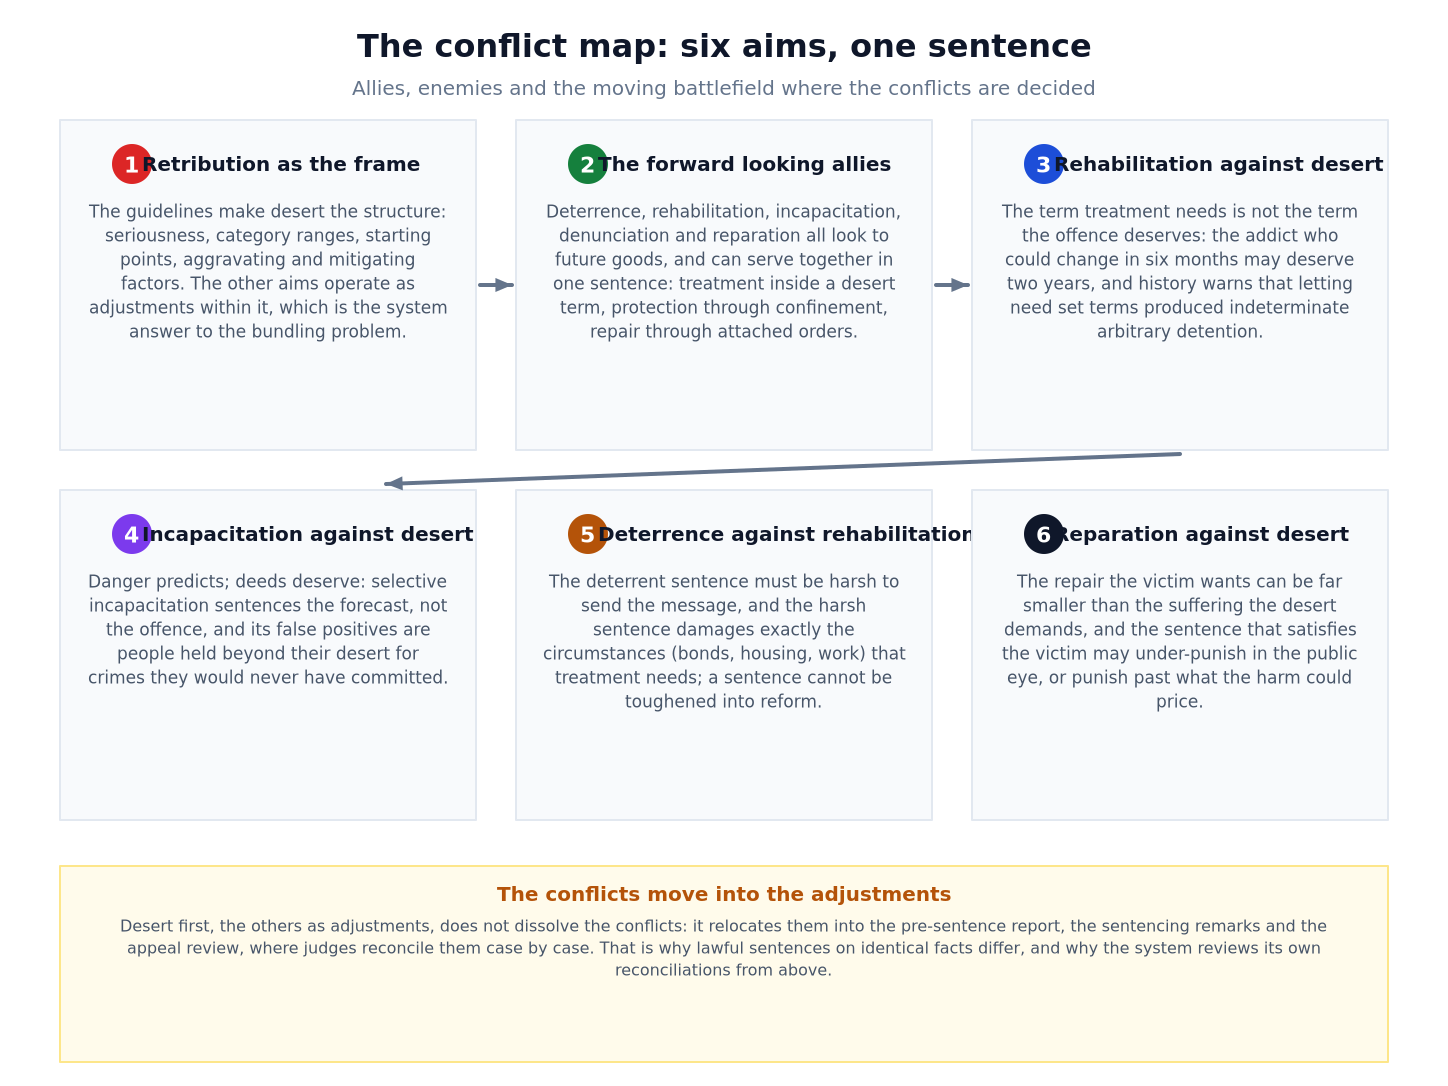 The conflict map: six aims, one sentence
Allies, enemies and the moving battlefield where the conflicts are decided
1 Retribution as the frame
The guidelines make desert the structure:
seriousness, category ranges, starting
points, aggravating and mitigating
factors. The other aims operate as
adjustments within it, which is the system
answer to the bundling problem.
2 The forward looking allies
Deterrence, rehabilitation, incapacitation,
denunciation and reparation all look to
future goods, and can serve together in
one sentence: treatment inside a desert
term, protection through confinement,
repair through attached orders.
3 Rehabilitation against desert
The term treatment needs is not the term
the offence deserves: the addict who
could change in six months may deserve
two years, and history warns that letting
need set terms produced indeterminate
arbitrary detention.
4 Incapacitation against desert
Danger predicts; deeds deserve: selective
incapacitation sentences the forecast, not
the offence, and its false positives are
people held beyond their desert for
crimes they would never have committed.
5 Deterrence against rehabilitation
The deterrent sentence must be harsh to
send the message, and the harsh
sentence damages exactly the
circumstances (bonds, housing, work) that
treatment needs; a sentence cannot be
toughened into reform.
6 Reparation against desert
The repair the victim wants can be far
smaller than the suffering the desert
demands, and the sentence that satisfies
the victim may under-punish in the public
eye, or punish past what the harm could
price.
The conflicts move into the adjustments
Desert first, the others as adjustments, does not dissolve the conflicts: it relocates them into the pre-sentence report, the sentencing remarks and the
appeal review, where judges reconcile them case by case. That is why lawful sentences on identical facts differ, and why the system reviews its own
reconciliations from above.